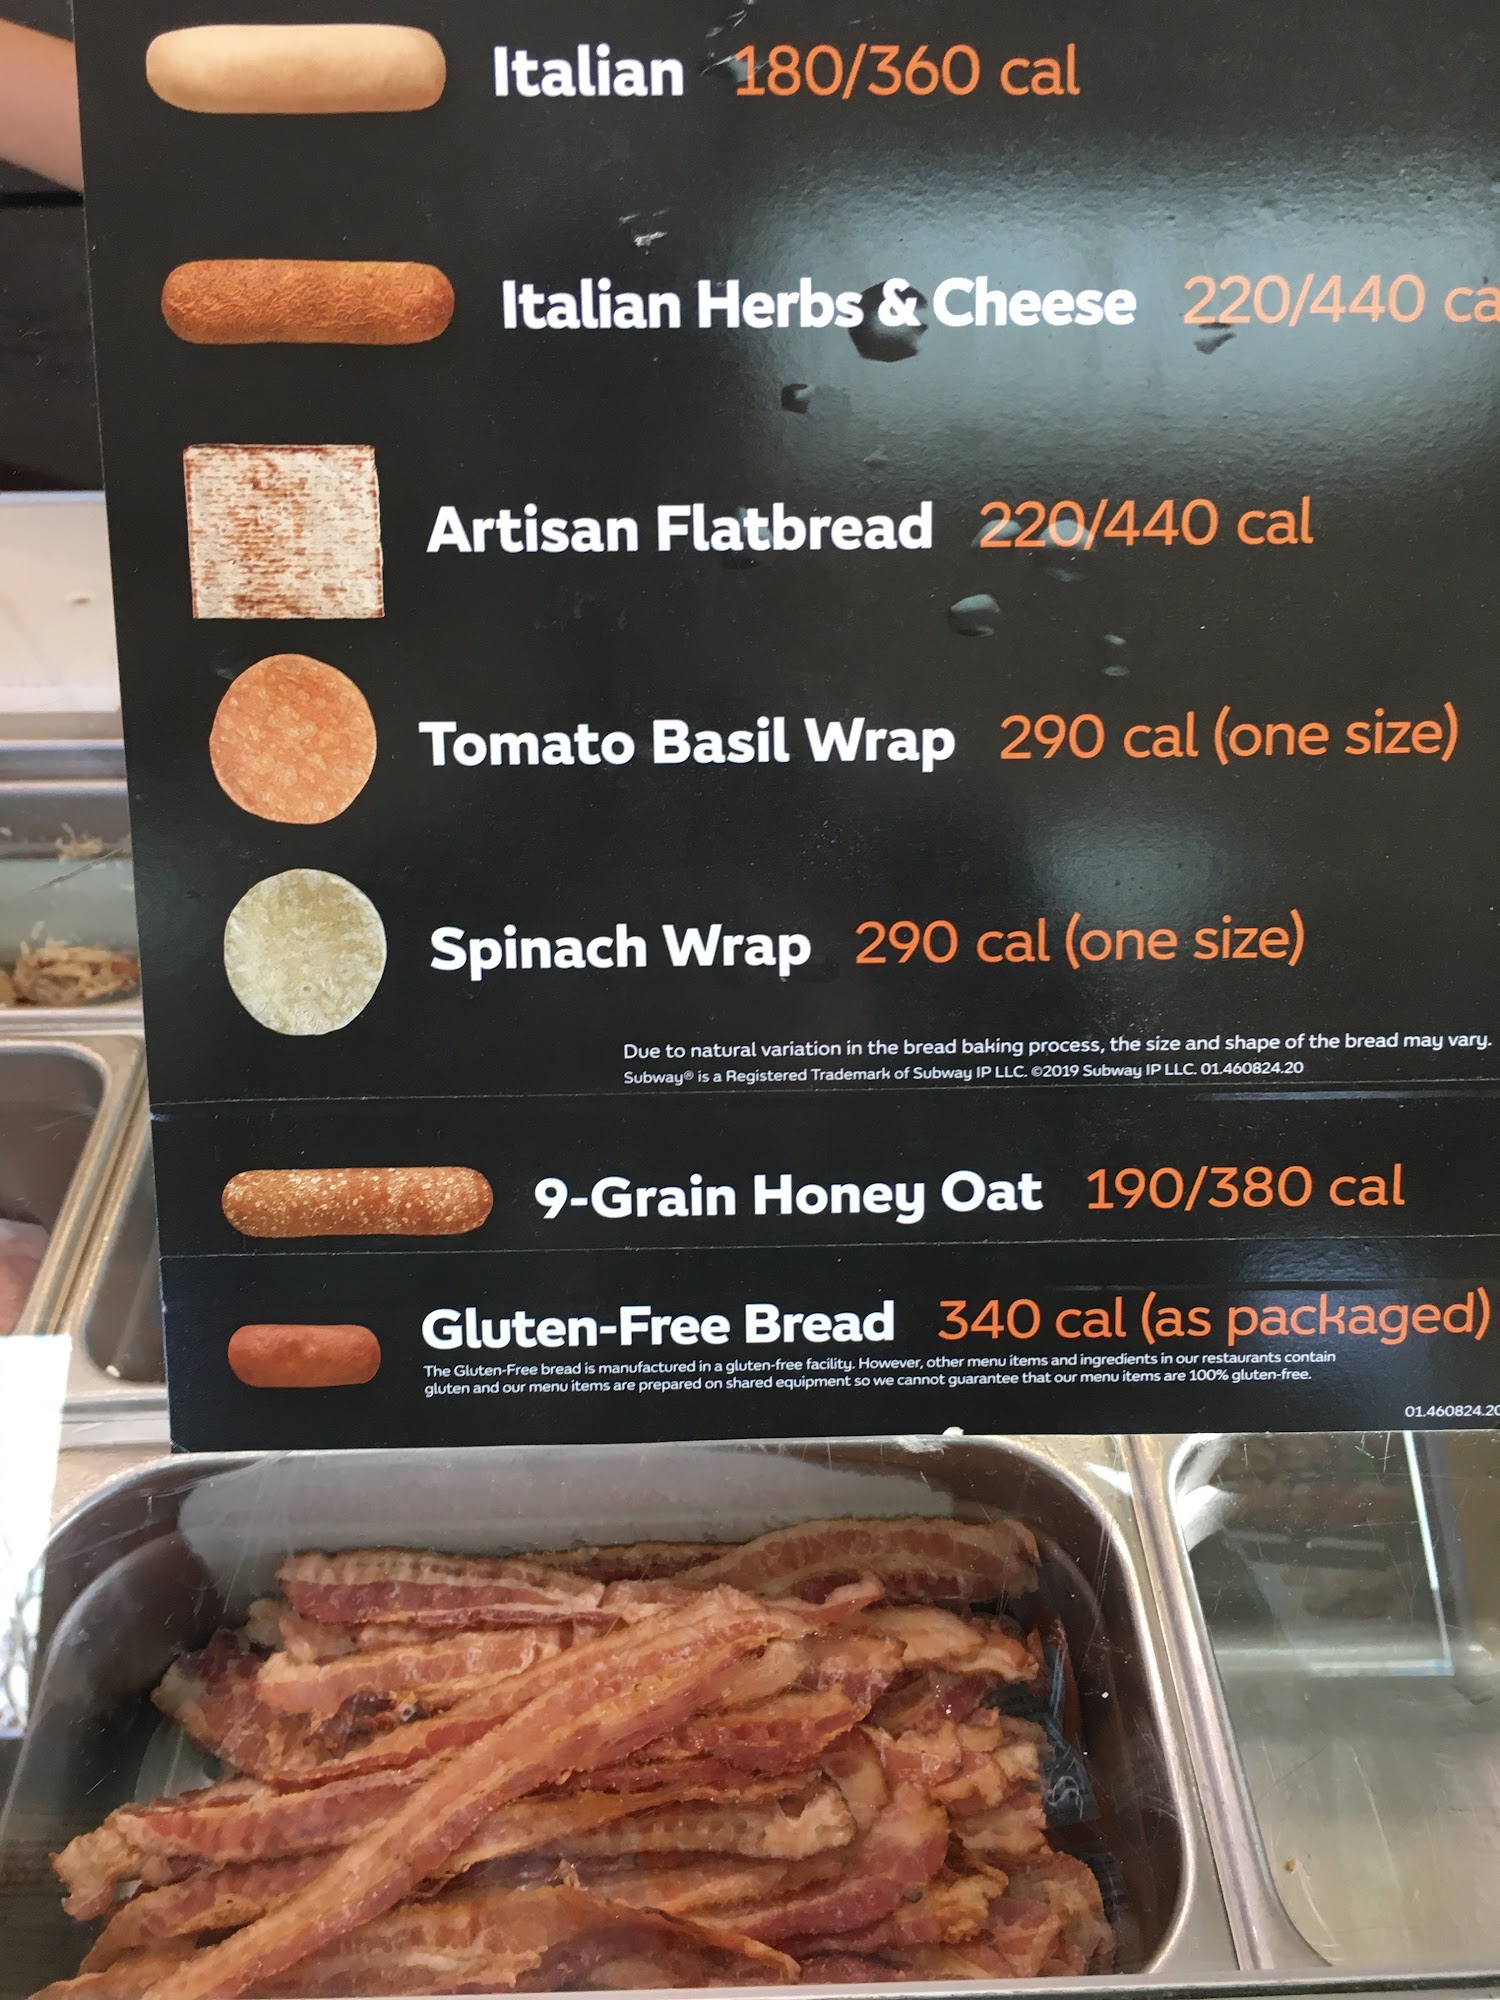 Italian 180/360 cal
Italian Herbs & Cheese 220/440 ca
Artisan Flatbread 220/440 cal
Tomato Basil Wrap 290 cal (one size)
Spinach Wrap 290 cal (one size)
Due to natural variation in the bread baking process, the size and shape of the bread may vary.
Subway® is a Registered Trademark of Subway IP LLC. ©2019 Subway IP LLC. 01.460824.20
9-Grain Honey Oat 190/380 cal
Gluten-Free Bread 340 cal (as packaged)
The Gluten-Free bread is manufactured in a gluten-free facility. However, other menu items and ingredients in our restaurants contain
gluten and our menu items are prepared on shared equipment so we cannot guarantee that our menu items are 100% gluten-free.
01.460824.20